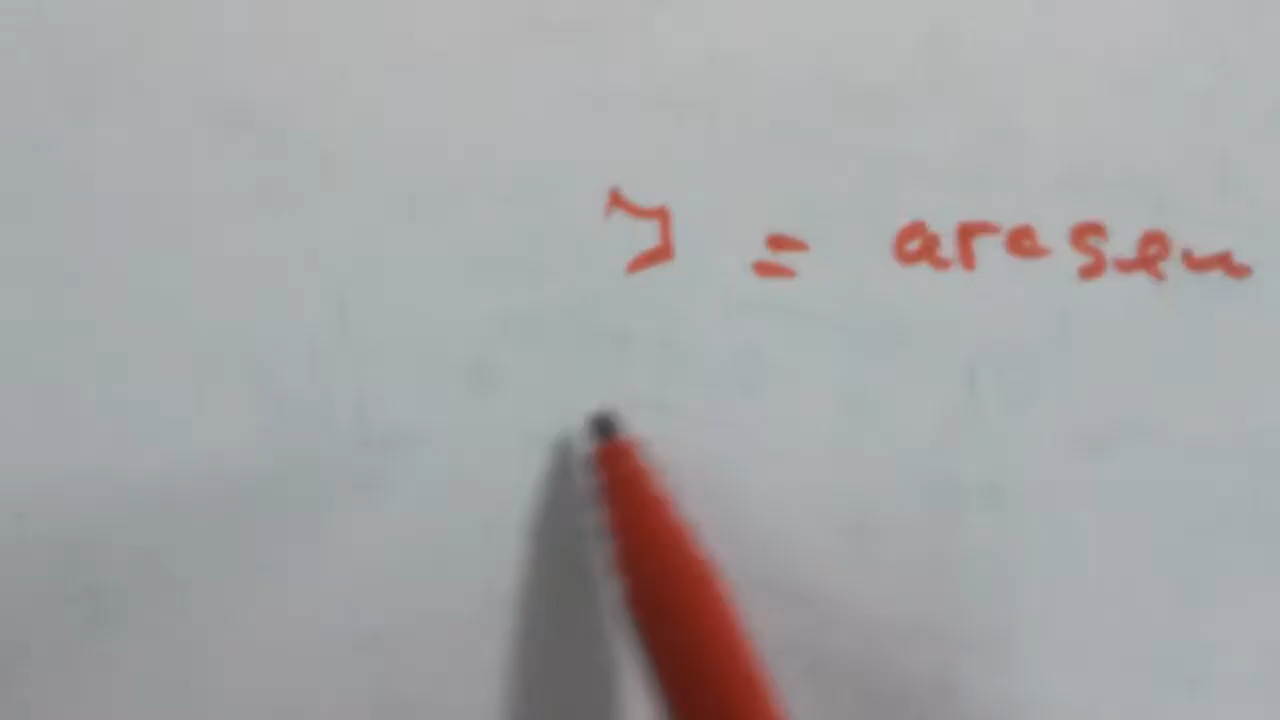 y = arcsen